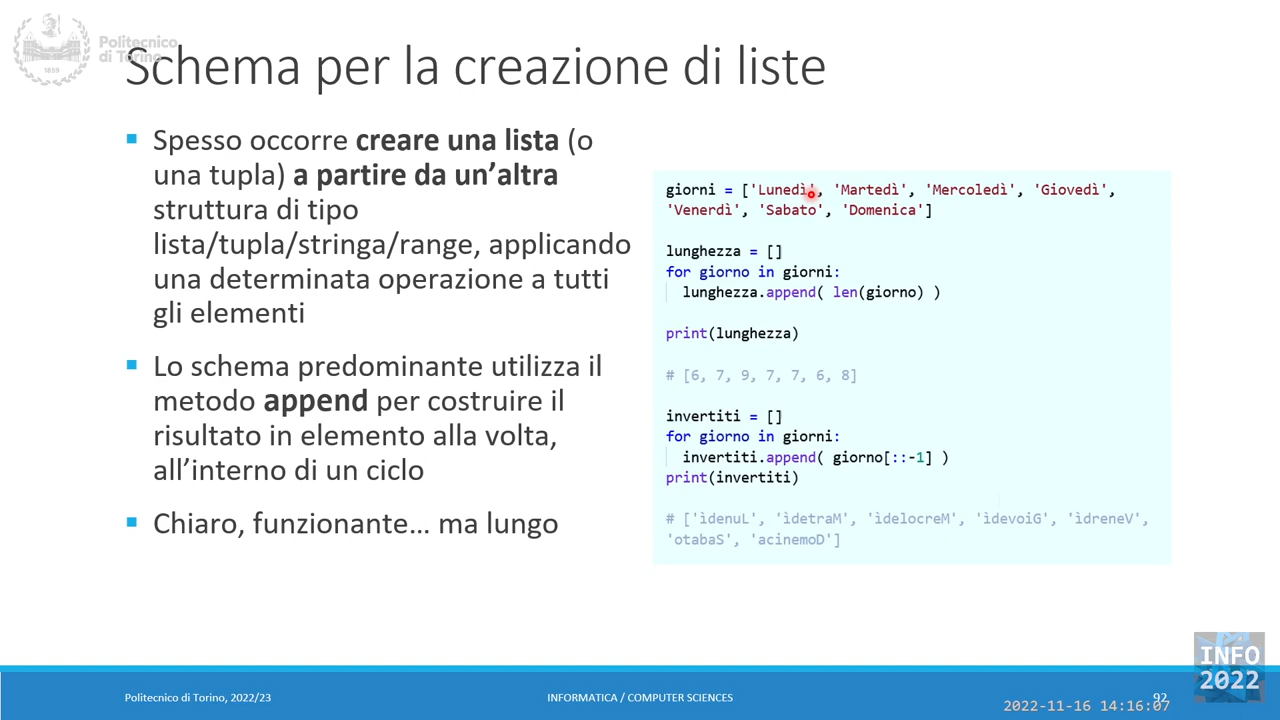 Politecnico
di Torino
1859
Schema per la creazione di liste
Spesso occorre creare una lista (o
una tupla) a partire da un’altra
struttura di tipo
lista/tupla/stringa/range, applicando
una determinata operazione a tutti
gli elementi
Lo schema predominante utilizza il
metodo append per costruire il
risultato in elemento alla volta,
all’interno di un ciclo
Chiaro, funzionante… ma lungo
giorni = ['Lunedì', 'Martedì', 'Mercoledì', 'Giovedì',
'Venerdì', 'Sabato', 'Domenica']
lunghezza = []
for giorno in giorni:
lunghezza.append( len(giorno) )
print(lunghezza)
# [6, 7, 9, 7, 7, 6, 8]
invertiti = []
for giorno in giorni:
invertiti.append( giorno[::-1] )
print(invertiti)
# ['ìdenuL', 'ìdetraM', 'ìdelocreM', 'ìdevoiG', 'ìdreneV',
'otabaS', 'acinemoD']
Politecnico di Torino, 2022/23
INFORMATICA / COMPUTER SCIENCES
92
INFO
2022
2022-11-16 14:16:07